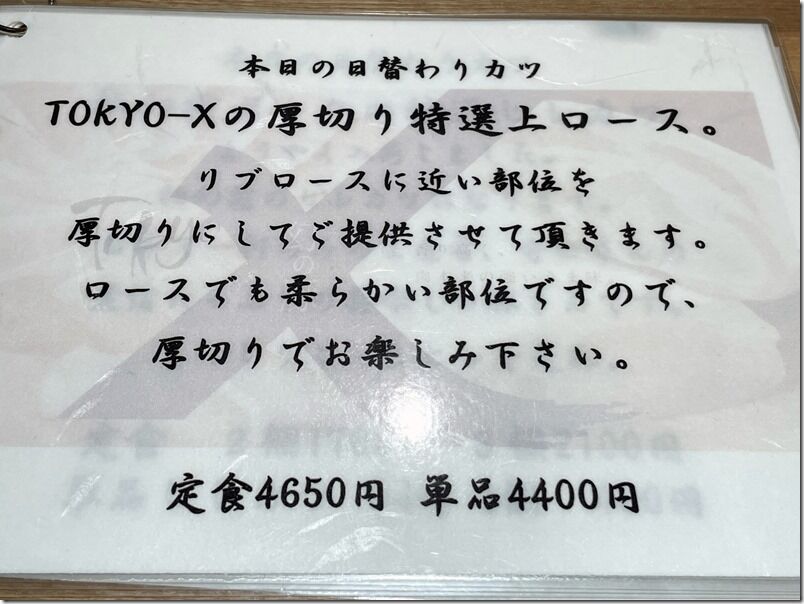 本日の日替わりカツ
TOKYO-Xの厚切り特選上ロース。
リブロースに近い部位を
厚切りにしてご提供させて頂きます。
ロースでも柔らかい部位ですので、
厚切りでお楽しみ下さい。
定食4650円 単品4400円